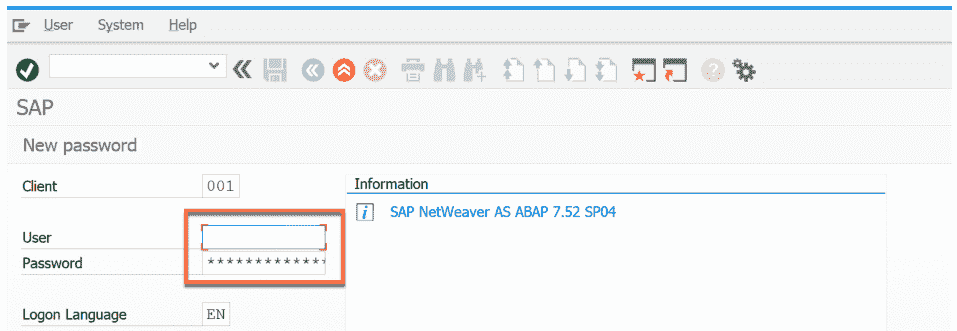 User System Help
SAP
New password
Client 001
Information
i SAP NetWeaver AS ABAP 7.52 SP04
User
Password *************
Logon Language EN